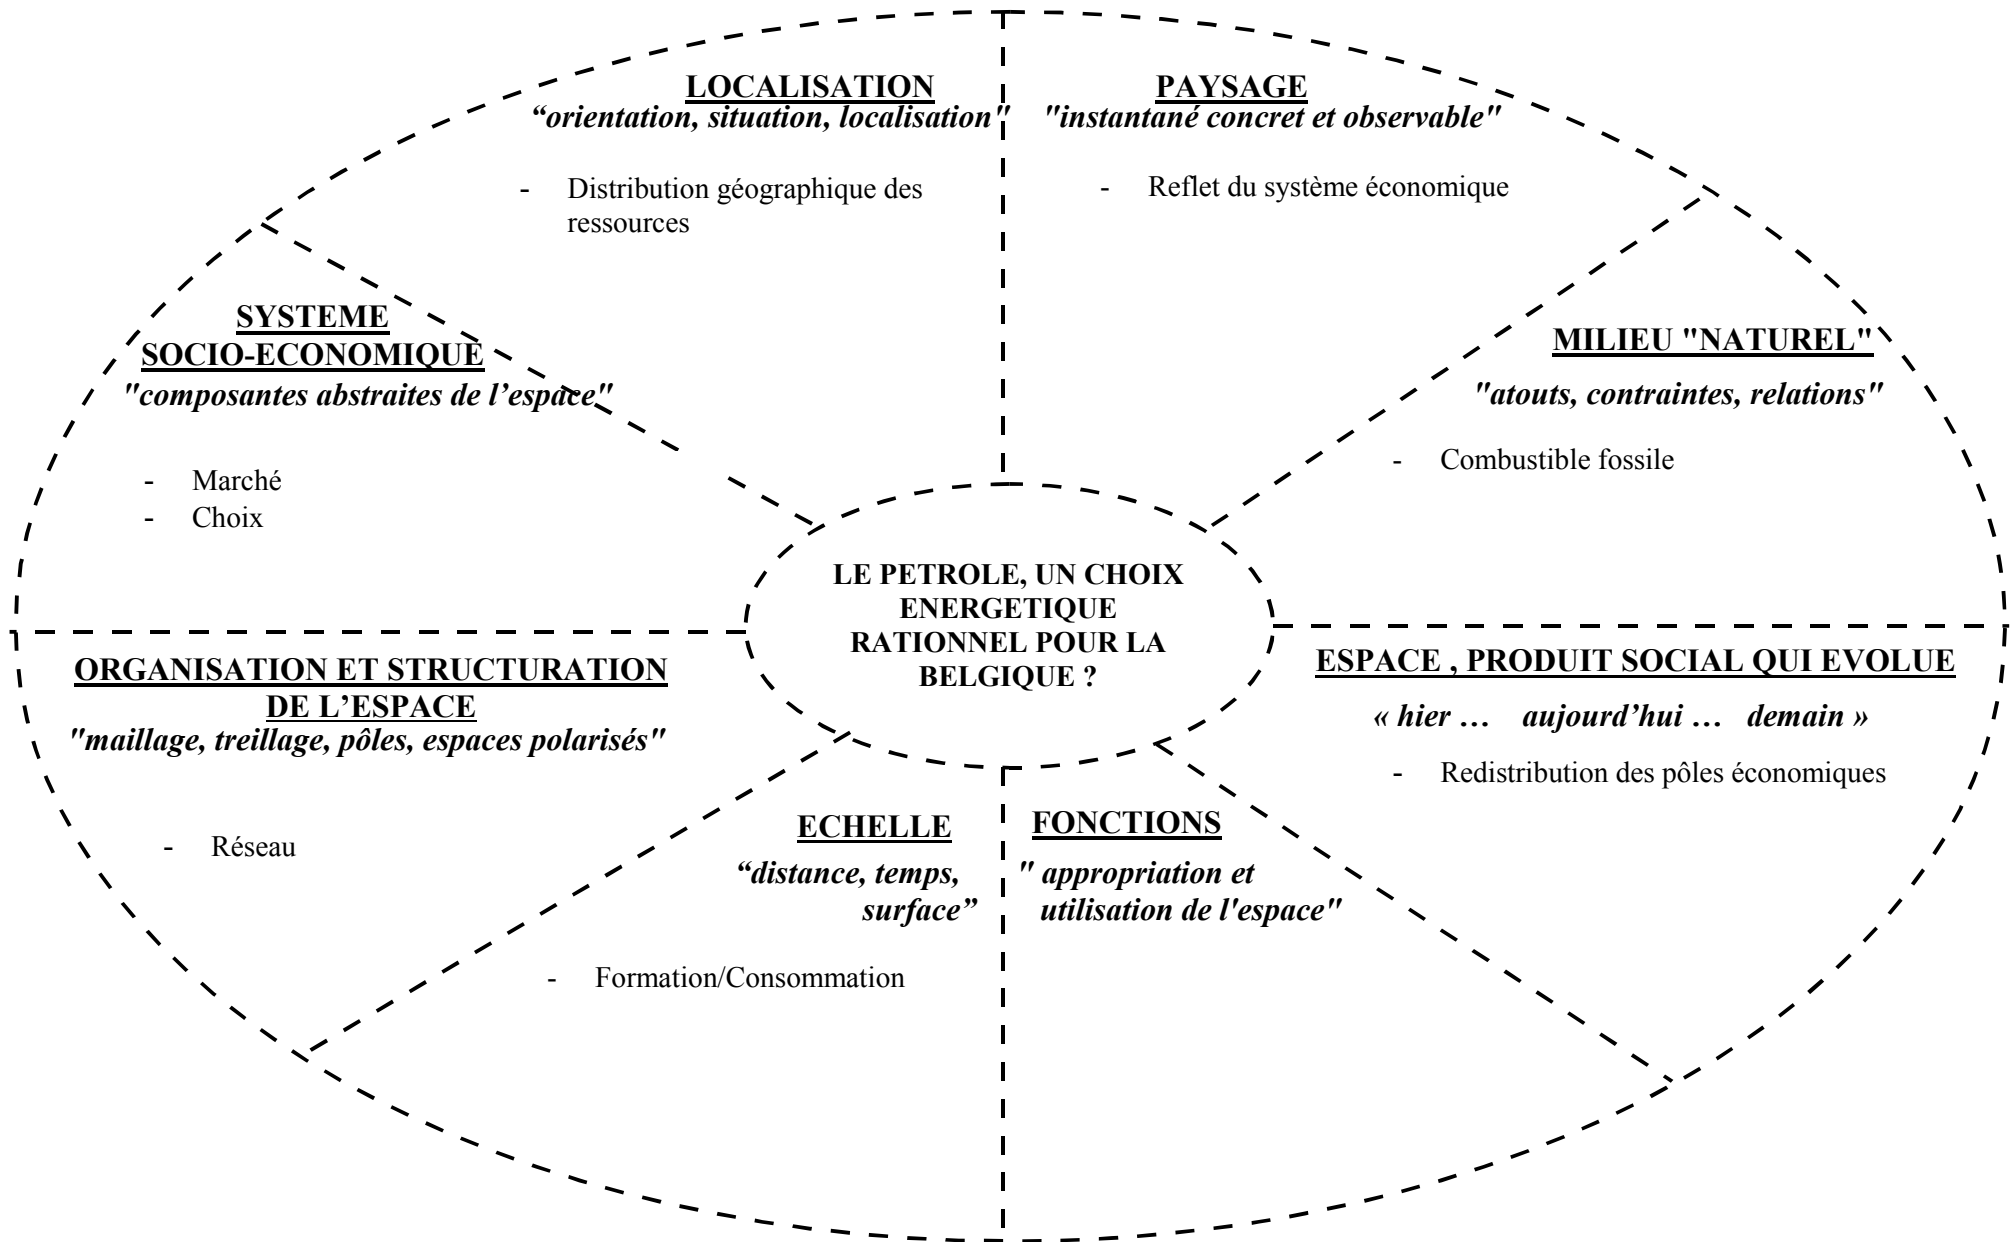 LOCALISATION
“orientation, situation, localisation"
- Distribution géographique des
ressources
PAYSAGE
"instantané concret et observable"
- Reflet du système économique
SYSTEME
SOCIO-ECONOMIQUE
"composantes abstraites de l’espace"
- Marché
- Choix
MILIEU "NATUREL"
"atouts, contraintes, relations"
- Combustible fossile
LE PETROLE, UN CHOIX
ENERGETIQUE
RATIONNEL POUR LA
BELGIQUE ?
ORGANISATION ET STRUCTURATION
DE L’ESPACE
"maillage, treillage, pôles, espaces polarisés"
- Réseau
ESPACE , PRODUIT SOCIAL QUI EVOLUE
« hier … aujourd’hui … demain »
- Redistribution des pôles économiques
ECHELLE
“distance, temps,
surface”
- Formation/Consommation
FONCTIONS
" appropriation et
utilisation de l'espace"